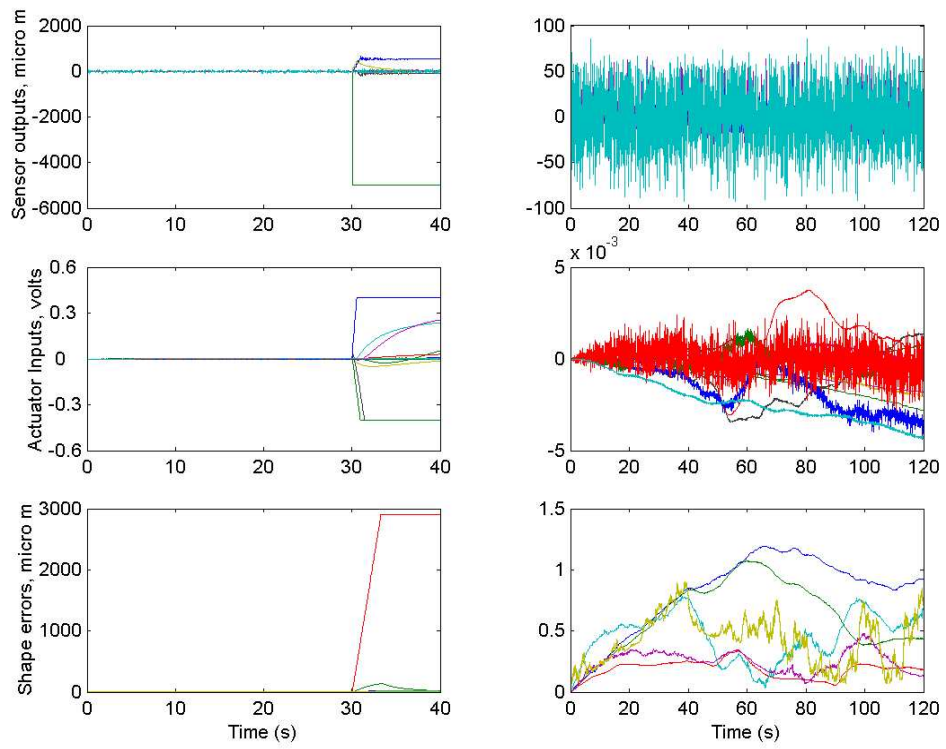 Sensor outputs, micro m
2000
0
-2000
-4000
-6000
0 10 20 30 40
100
50
0
-50
-100
0 20 40 60 80 100 120
Actuator Inputs, volts
0.6
0.3
0
-0.3
-0.6
0 10 20 30 40
x 10-3
5
0
-5
0 20 40 60 80 100 120
Shape errors, micro m
3000
2000
1000
0
0 10 20 30 40
Time (s)
1.5
1
0.5
0
0 20 40 60 80 100 120
Time (s)